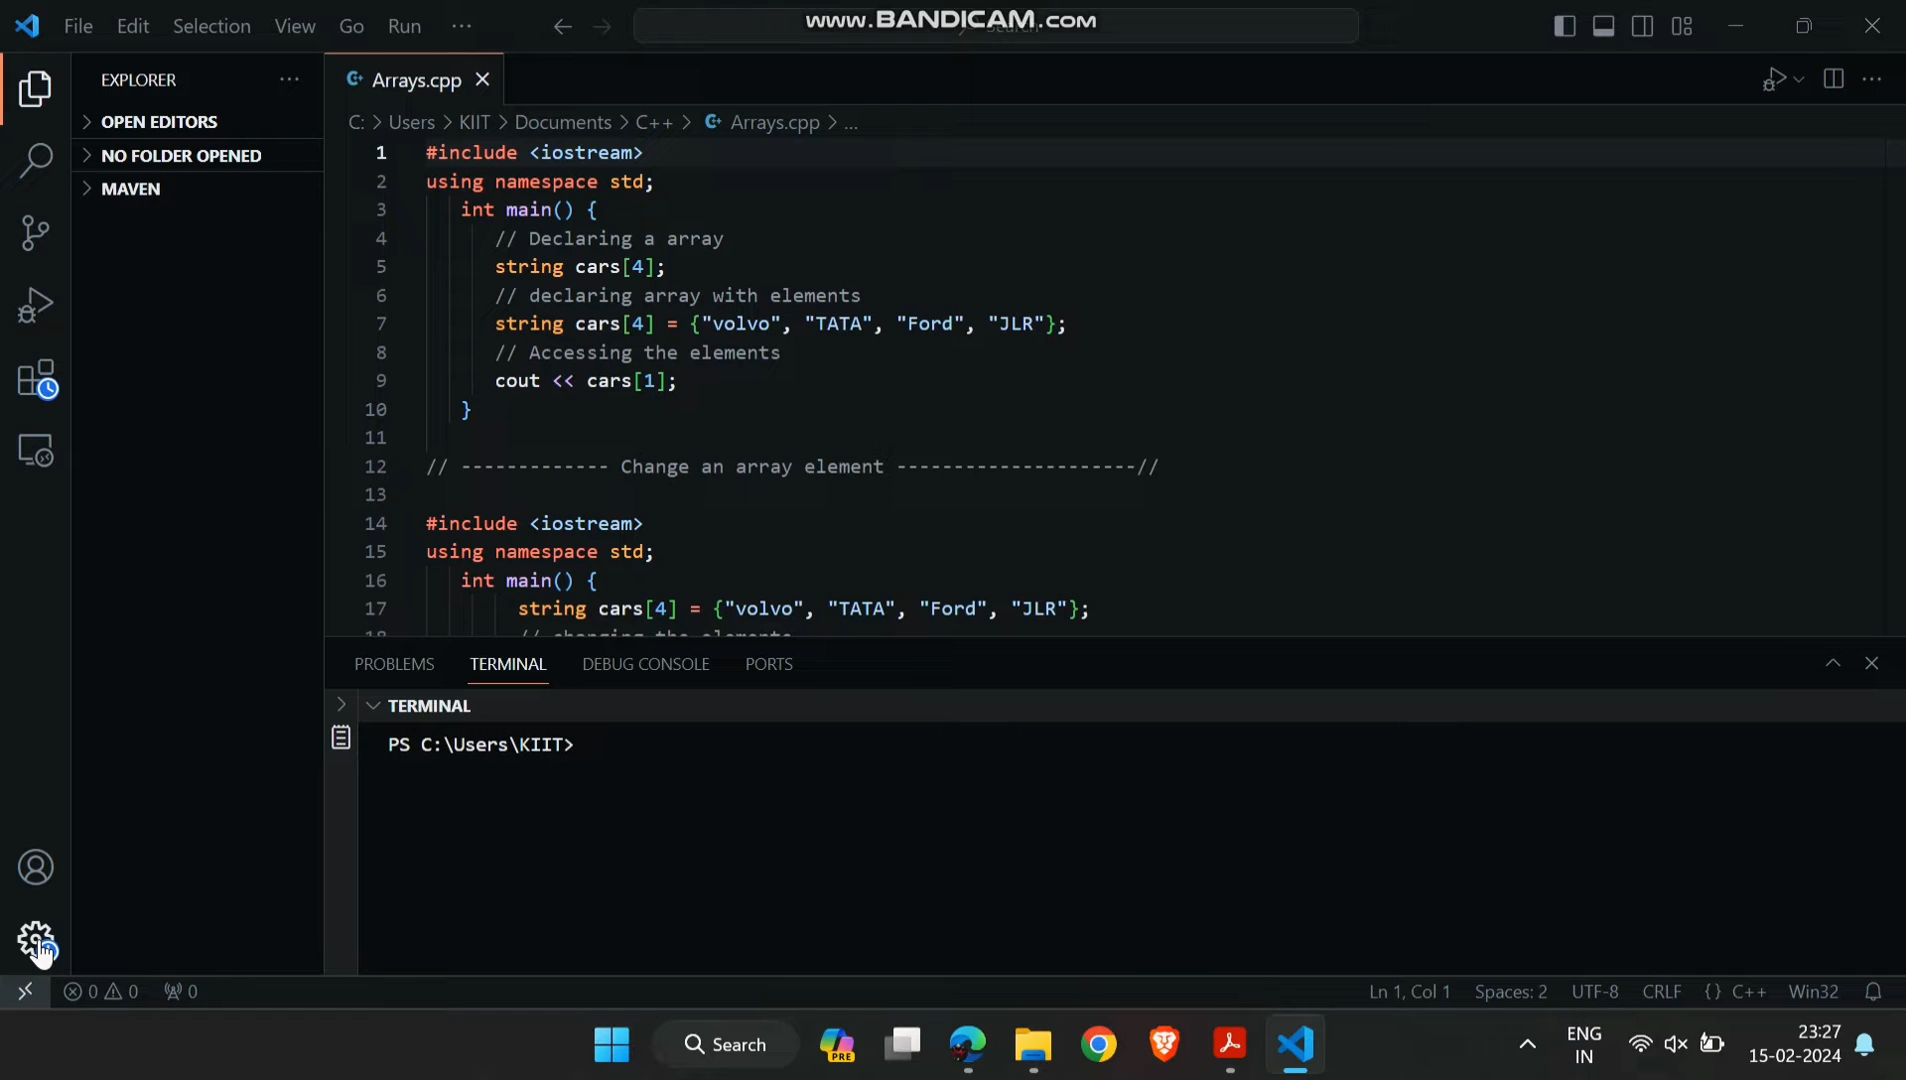 File Edit Selection View Go Run ···
www.BANDICAM.com
Search
EXPLORER ···
Arrays.cpp
OPEN EDITORS
NO FOLDER OPENED
MAVEN
C: > Users > KIIT > Documents > C++ > Arrays.cpp > ...
1 #include <iostream>
2 using namespace std;
3 int main() {
4 // Declaring a array
5 string cars[4];
6 // declaring array with elements
7 string cars[4] = {"volvo", "TATA", "Ford", "JLR"};
8 // Accessing the elements
9 cout << cars[1];
10 }
11
12 // ------------- Change an array element ---------------------//
13
14 #include <iostream>
15 using namespace std;
16 int main() {
17 string cars[4] = {"volvo", "TATA", "Ford", "JLR"};
18 // changing the elements
PROBLEMS TERMINAL DEBUG CONSOLE PORTS
TERMINAL
PS C:\Users\KIIT>
0 0 0
Ln 1, Col 1 Spaces: 2 UTF-8 CRLF {} C++ Win32
Search
PRE
ENG
IN
23:27
15-02-2024